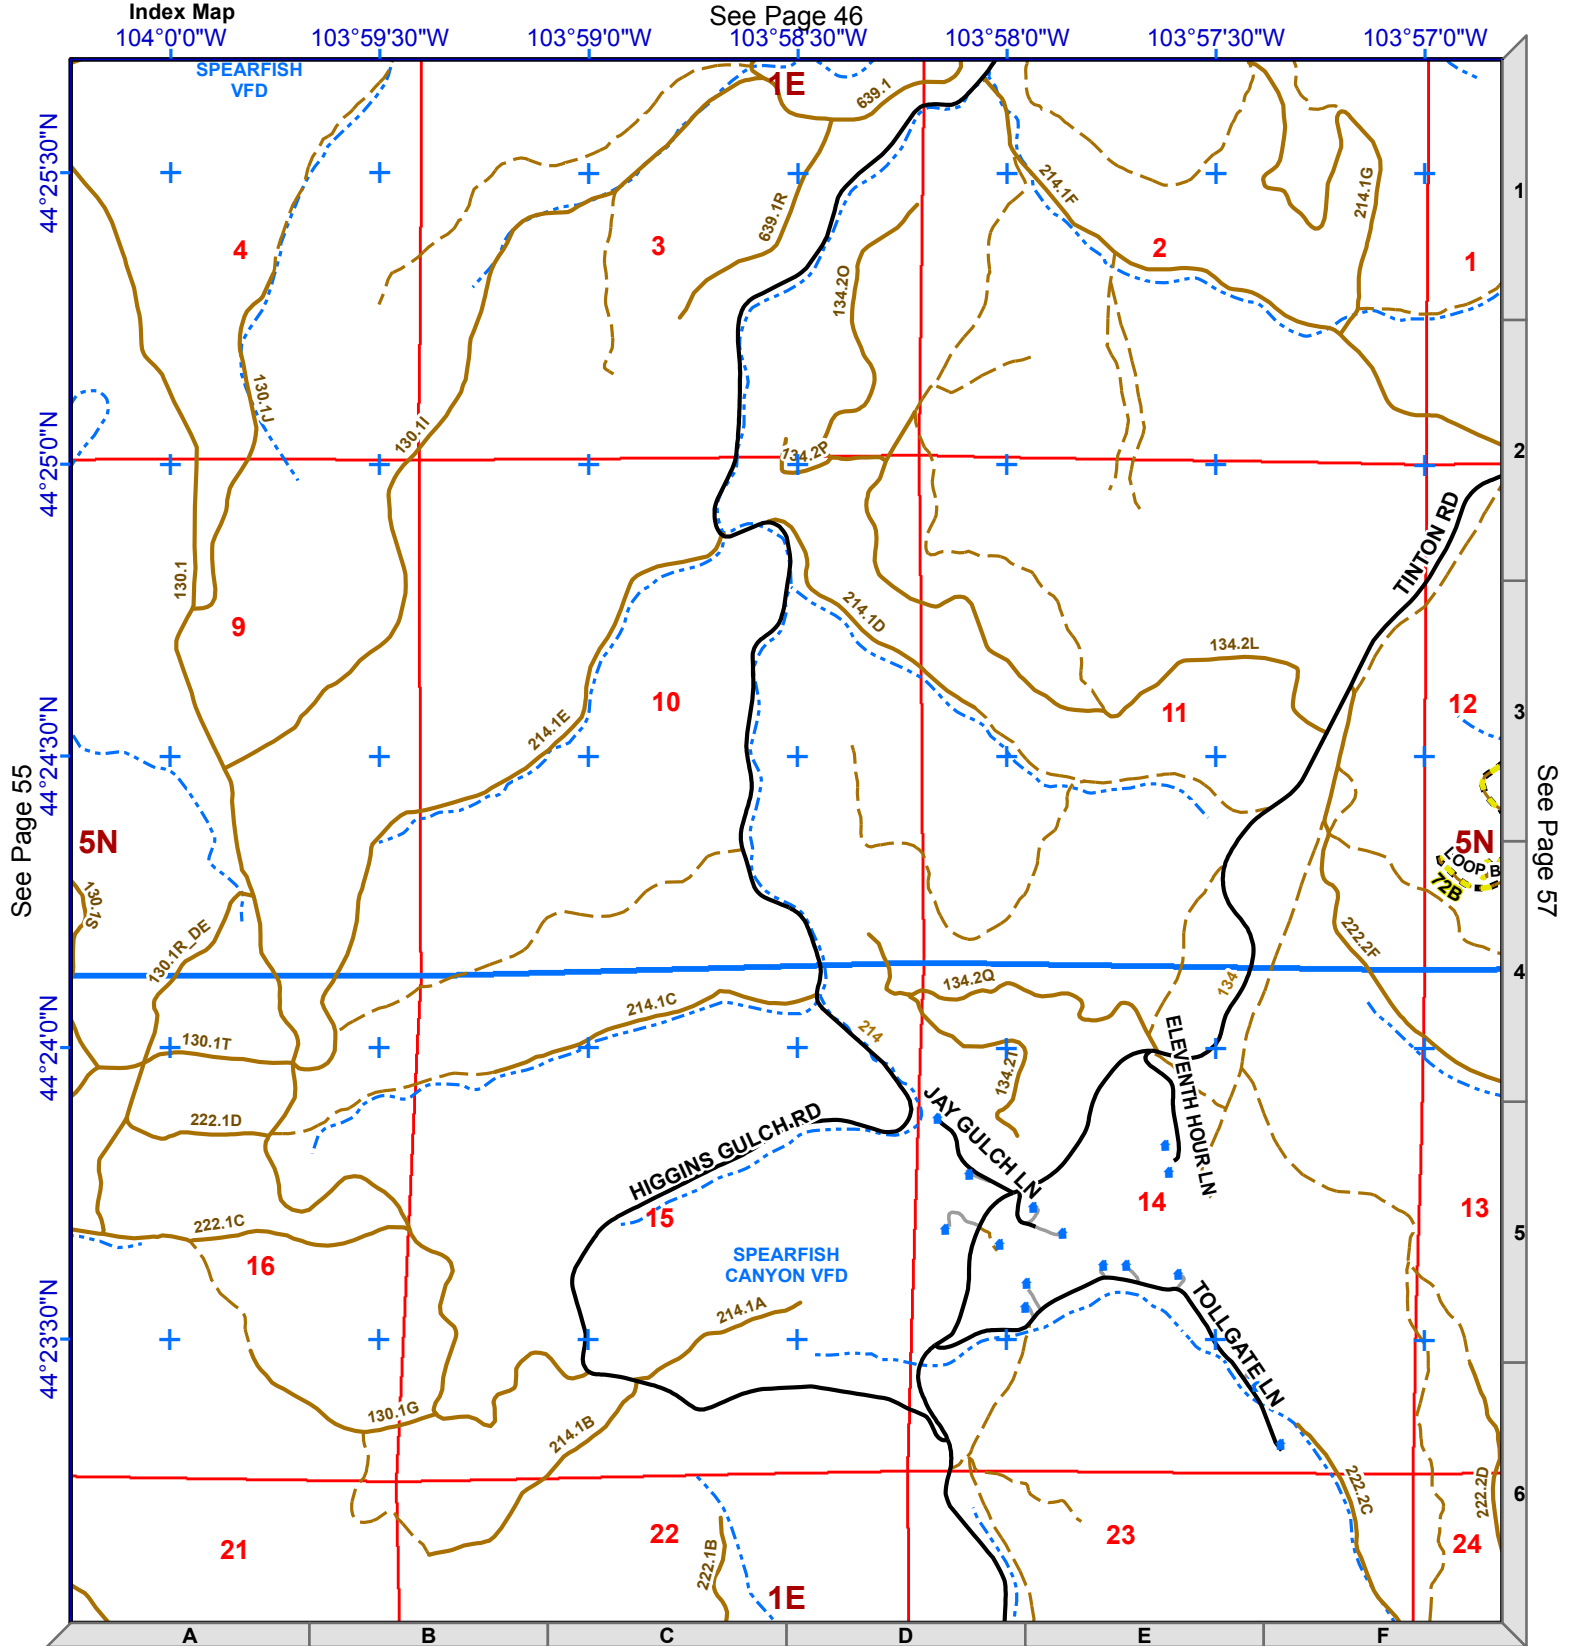 Index Map
See Page 46
104°0'0"W
103°59'30"W
103°59'0"W
103°58'30"W
103°58'0"W
103°57'30"W
103°57'0"W
SPEARFISH
VFD
1E
639.1
44°25'30"N
214.1F
214.1G
1
4
3
639.1R
2
1
134.2O
130.1J
130.1I
44°25'0"N
134.2P
2
TINTON RD
130.1
9
214.1D
134.2L
10
11
12
3
214.1E
44°24'30"N
See Page 55
See Page 57
5N
5N
LOOP B
72B
130.1S
130.1R_DE
222.2F
134.2Q
4
134
214.1C
214
44°24'0"N
130.1T
ELEVENTH HOUR LN
134.2T
JAY GULCH LN
222.1D
HIGGINS GULCH RD
14
13
15
222.1C
5
16
SPEARFISH
CANYON VFD
214.1A
TOLLGATE LN
44°23'30"N
130.1G
214.1B
222.2C
222.2D
6
21
22
23
24
222.1B
1E
A
B
C
D
E
F